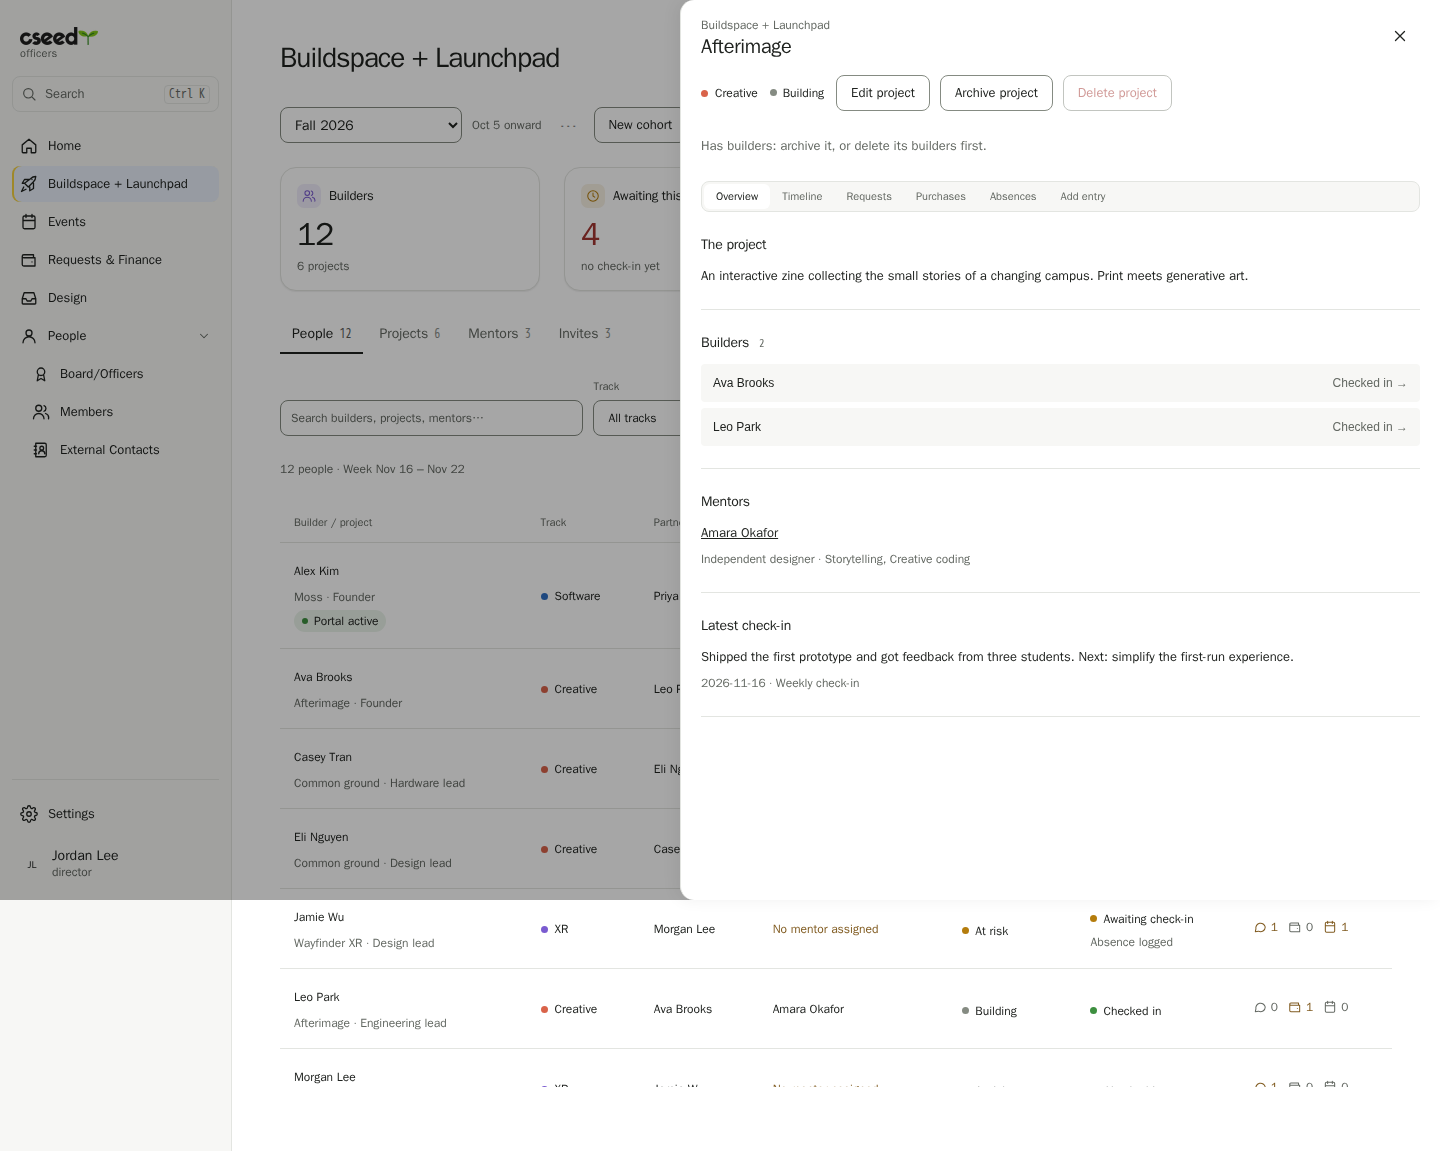 cseed
officers
Search
Ctrl K
Home
Buildspace + Launchpad
Events
Requests & Finance
Design
People
Board/Officers
Members
External Contacts
Settings
JL
Jordan Lee
director
Buildspace + Launchpad
Fall 2026
Oct 5 onward
New cohort
Builders
12
6 projects
Awaiting this
4
no check-in yet
People 12
Projects 6
Mentors 3
Invites 3
Track
Search builders, projects, mentors···
All tracks
12 people · Week Nov 16 – Nov 22
Builder / project Track
Alex Kim
Moss · Founder
Portal active
Software
Priya
Ava Brooks
Afterimage · Founder
Creative
Leo
Casey Tran
Common ground · Hardware lead
Creative
Eli
Eli Nguyen
Common ground · Design lead
Creative
Case
Jamie Wu
Wayfinder XR · Design lead
XR
Morgan Lee
No mentor assigned
At risk
Awaiting check-in
Absence logged
1 0 1
Leo Park
Afterimage · Engineering lead
Creative
Ava Brooks
Amara Okafor
Building
Checked in
0 1 0
Morgan Lee
Buildspace + Launchpad
Afterimage
Creative
Building
Edit project
Archive project
Delete project
Has builders: archive it, or delete its builders first.
Overview Timeline Requests Purchases Absences Add entry
The project
An interactive zine collecting the small stories of a changing campus. Print meets generative art.
Builders 2
Ava Brooks Checked in →
Leo Park Checked in →
Mentors
Amara Okafor
Independent designer · Storytelling, Creative coding
Latest check-in
Shipped the first prototype and got feedback from three students. Next: simplify the first-run experience.
2026-11-16 · Weekly check-in